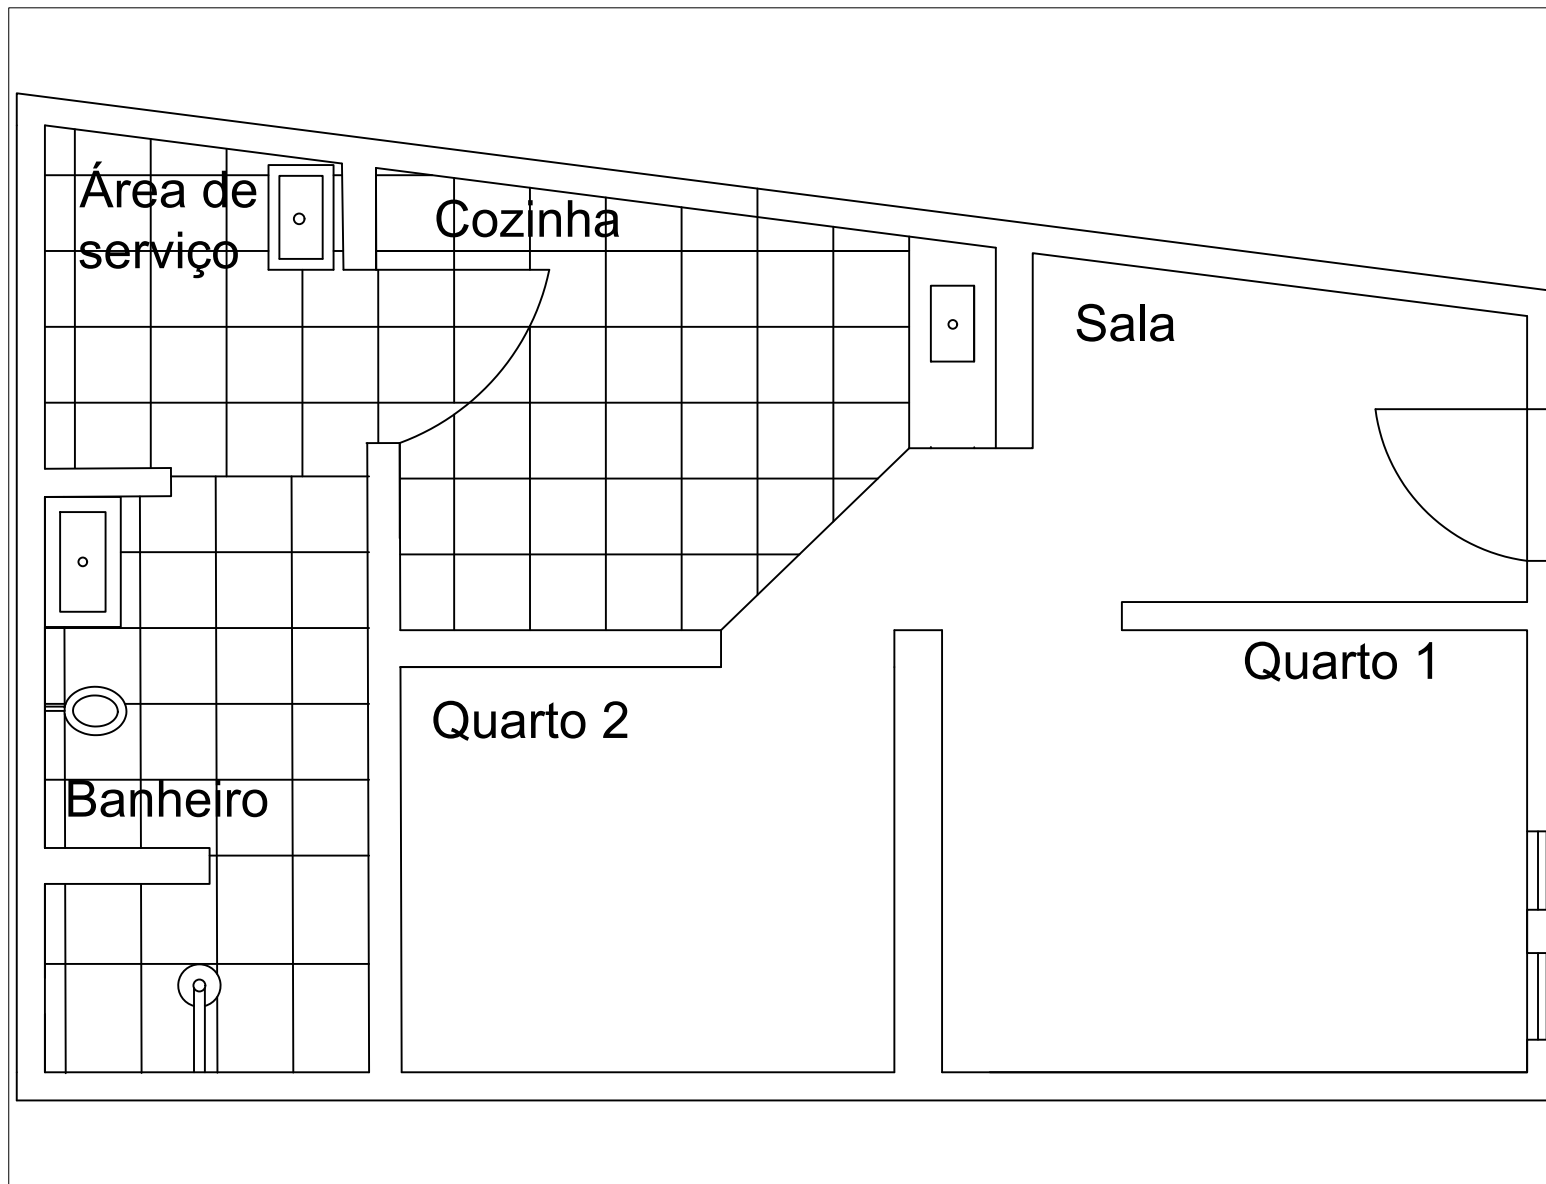 Área de
serviço
Cozinha
Sala
Quarto 1
Quarto 2
Banheiro